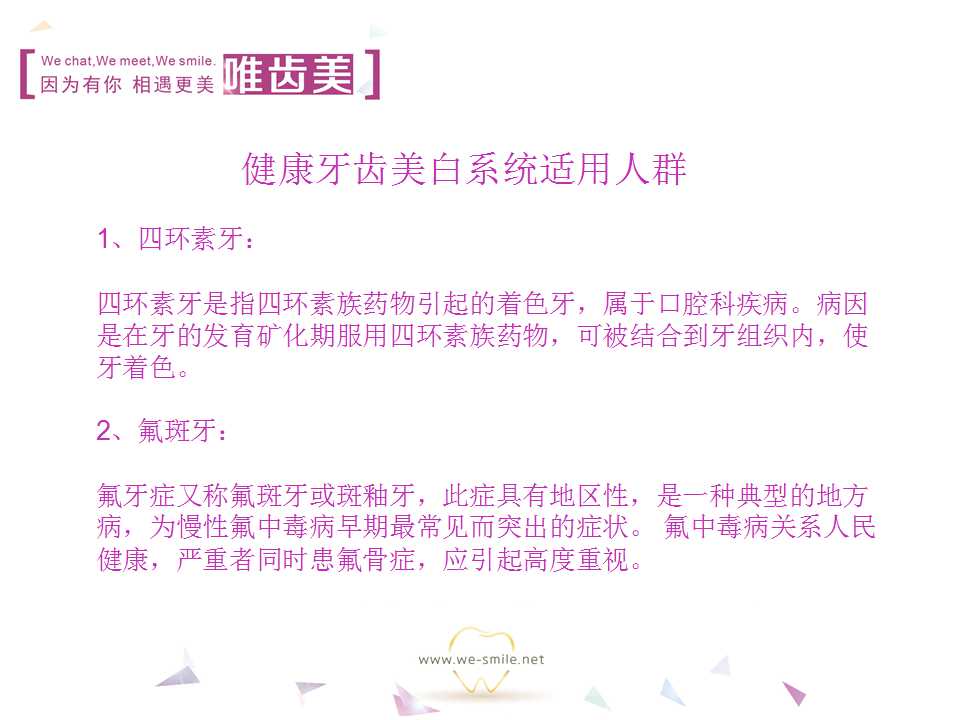 We chat,We meet,We smile.
因为有你 相遇更美
唯齿美
健康牙齿美白系统适用人群
1、四环素牙：
四环素牙是指四环素族药物引起的着色牙，属于口腔科疾病。病因
是在牙的发育矿化期服用四环素族药物，可被结合到牙组织内，使
牙着色。
2、氟斑牙：
氟牙症又称氟斑牙或斑釉牙，此症具有地区性，是一种典型的地方
病，为慢性氟中毒病早期最常见而突出的症状。 氟中毒病关系人民
健康，严重者同时患氟骨症，应引起高度重视。
www.we-smile.net